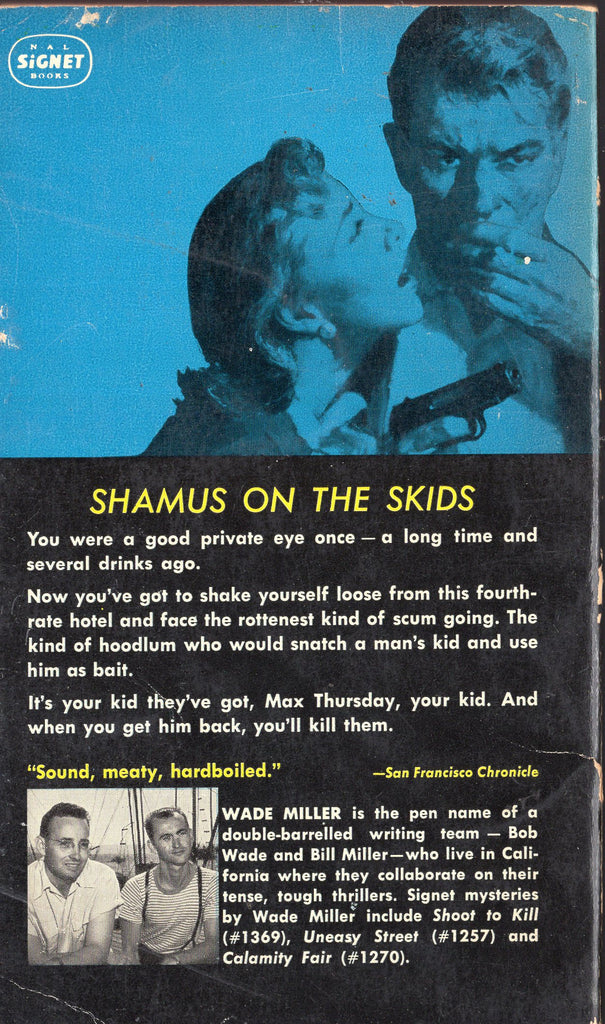 NAL
SiGNET
BOOKS
SHAMUS ON THE SKIDS
You were a good private eye once — a long time and
several drinks ago.
Now you've got to shake yourself loose from this fourth-
rate hotel and face the rottenest kind of scum going. The
kind of hoodlum who would snatch a man's kid and use
him as bait.
It's your kid they've got, Max Thursday, your kid. And
when you get him back, you'll kill them.
"Sound, meaty, hardboiled." —San Francisco Chronicle
WADE MILLER is the pen name of a
double-barrelled writing team — Bob
Wade and Bill Miller—who live in Cali-
fornia where they collaborate on their
tense, tough thrillers. Signet mysteries
by Wade Miller include Shoot to Kill
(#1369), Uneasy Street (#1257) and
Calamity Fair (#1270).